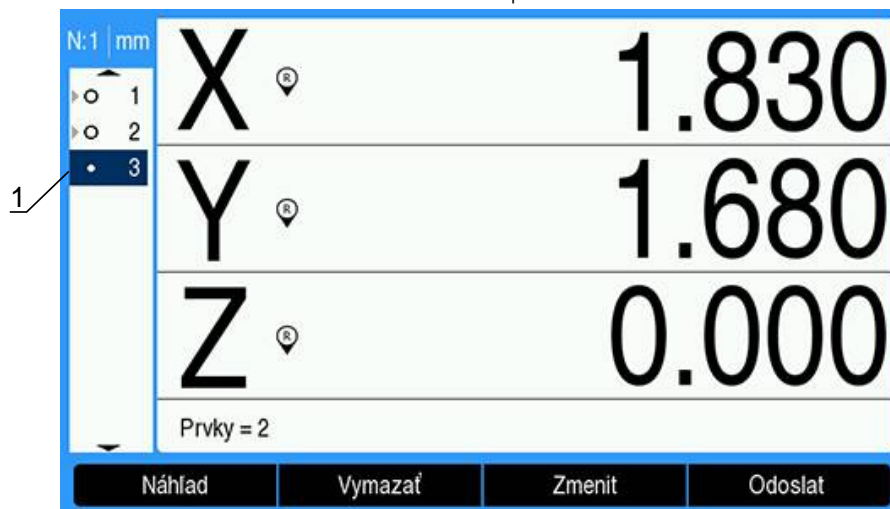 N:1 mm
1
2
3
1
X R 1.830
Y R 1.680
Z R 0.000
Prvky = 2
Náhľad Vymazať Zmenit Odoslat